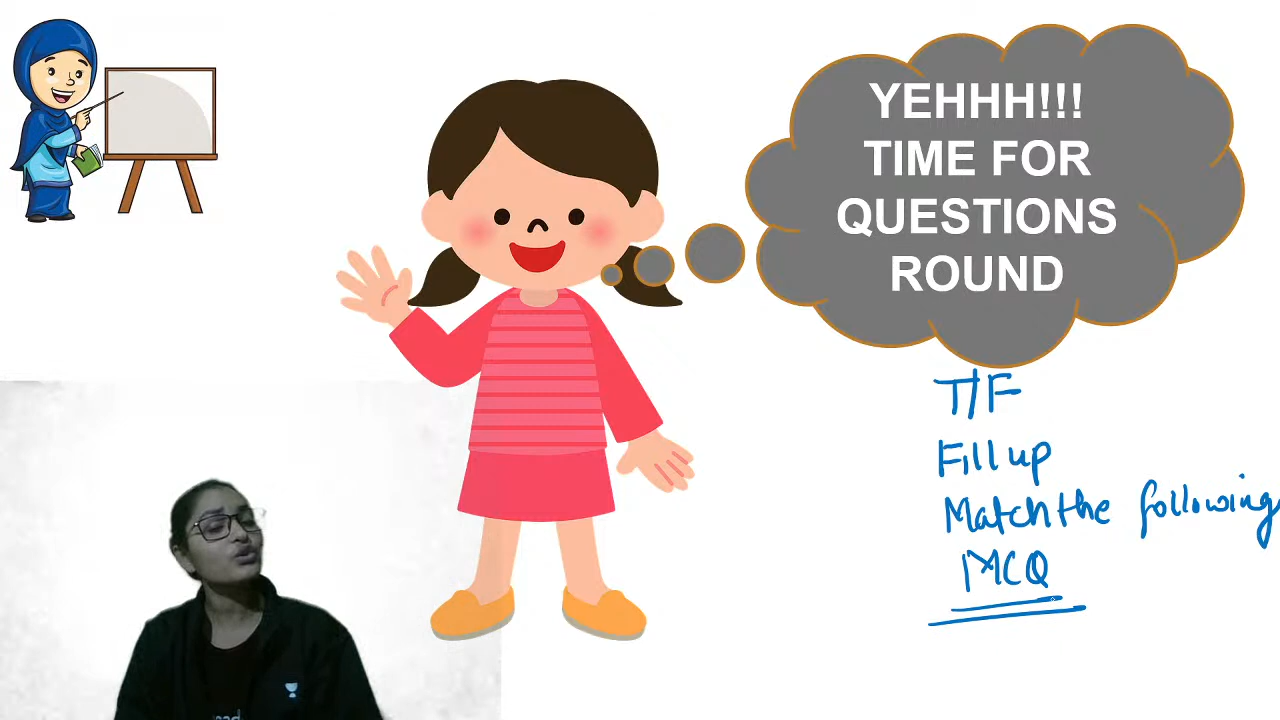 YEHHH!!!
TIME FOR
QUESTIONS
ROUND
T/F
Fill up
Match the following
MCQ